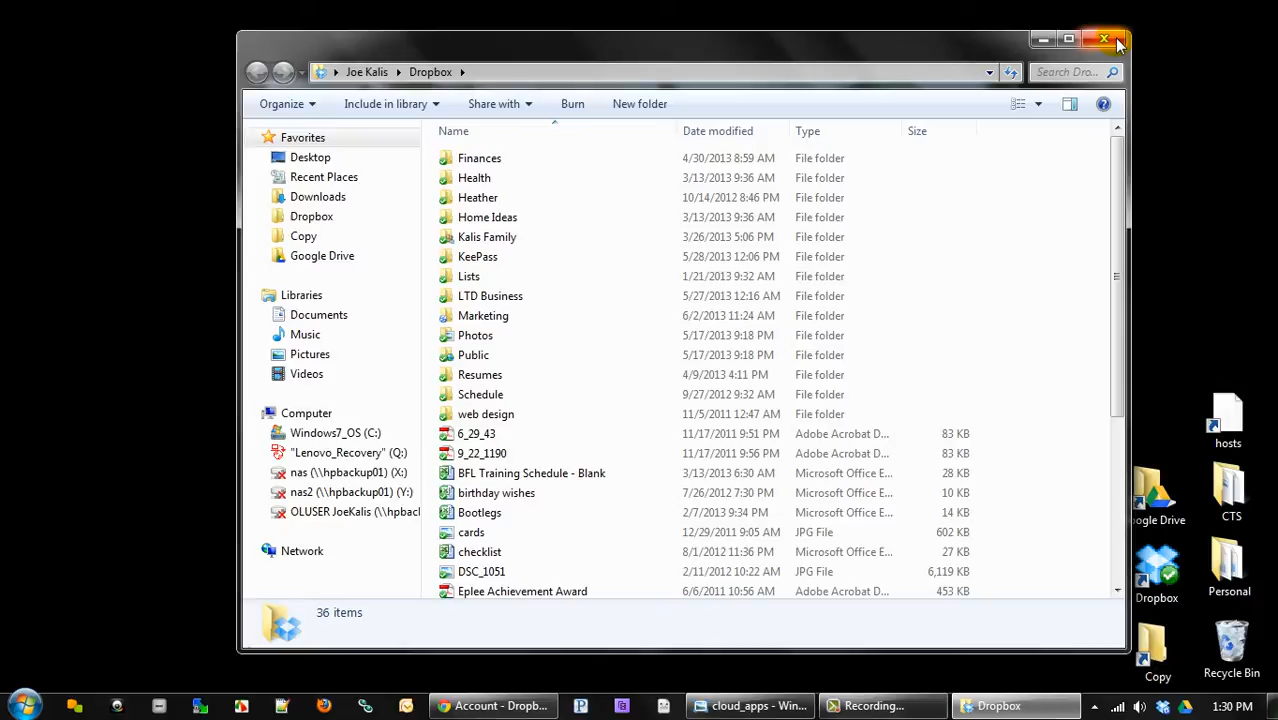 Joe Kalis Dropbox Search Dro...
Organize Include in library Share with Burn New folder
Name Date modified Type Size
Favorites
Desktop
Recent Places
Downloads
Dropbox
Copy
Google Drive
Libraries
Documents
Music
Pictures
Videos
Computer
Windows7_OS (C:)
"Lenovo_Recovery" (Q:)
nas (\\hpbackup01) (X:)
nas2 (\\hpbackup01) (Y:)
OLUSER JoeKalis (\\hpbacl
Network
Finances 4/30/2013 8:59 AM File folder
Health 3/13/2013 9:36 AM File folder
Heather 10/14/2012 8:46 PM File folder
Home Ideas 3/13/2013 9:36 AM File folder
Kalis Family 3/26/2013 5:06 PM File folder
KeePass 5/28/2013 12:06 PM File folder
Lists 1/21/2013 9:32 AM File folder
LTD Business 5/27/2013 12:16 AM File folder
Marketing 6/2/2013 11:24 AM File folder
Photos 5/17/2013 9:18 PM File folder
Public 5/17/2013 9:18 PM File folder
Resumes 4/9/2013 4:11 PM File folder
Schedule 9/27/2012 9:32 AM File folder
web design 11/5/2011 12:47 AM File folder
6_29_43 11/17/2011 9:51 PM Adobe Acrobat D... 83 KB
9_22_1190 11/17/2011 9:56 PM Adobe Acrobat D... 83 KB
BFL Training Schedule - Blank 3/13/2013 6:30 AM Microsoft Office E... 28 KB
birthday wishes 7/26/2012 7:30 PM Microsoft Office E... 10 KB
Bootlegs 2/7/2013 9:34 PM Microsoft Office E... 14 KB
cards 12/29/2011 9:05 AM JPG File 602 KB
checklist 8/1/2012 11:36 PM Microsoft Office E... 27 KB
DSC_1051 2/11/2012 10:22 AM JPG File 6,119 KB
Eplee Achievement Award 6/6/2011 10:56 AM Adobe Acrobat D... 453 KB
36 items
hosts
oogle Drive
CTS
Dropbox
Personal
Copy
Recycle Bin
Account - Dropb... cloud_apps - Win... Recording... Dropbox 1:30 PM